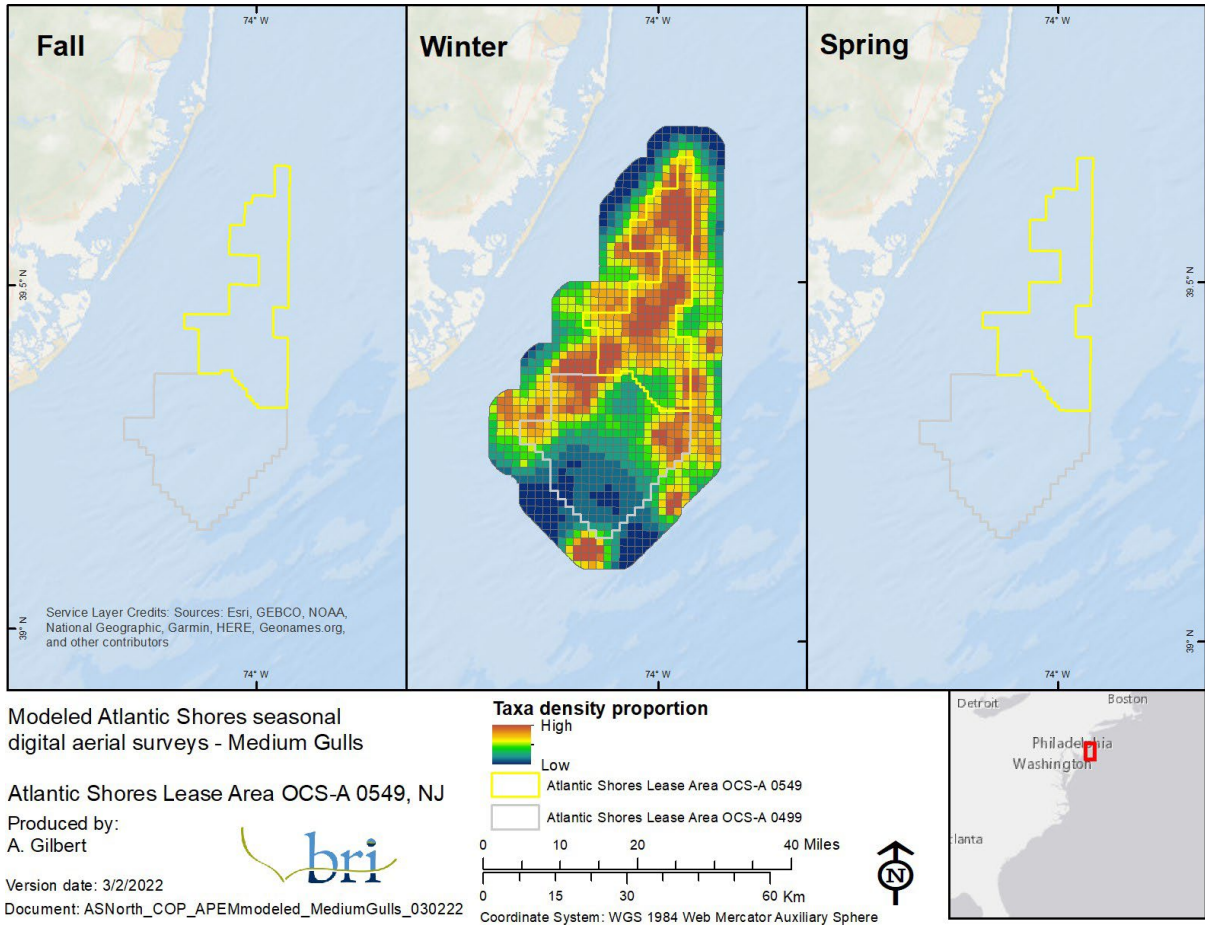 74° W
74° W
74° W
Fall
Winter
Spring
39.5° N
39.5° N
39° N
39° N
Service Layer Credits: Sources: Esri, GEBCO, NOAA,
National Geographic, Garmin, HERE, Geonames.org,
and other contributors
74° W
74° W
74° W
Modeled Atlantic Shores seasonal
digital aerial surveys - Medium Gulls
Atlantic Shores Lease Area OCS-A 0549, NJ
Produced by:
A. Gilbert
bri
Version date: 3/2/2022
Document: ASNorth_COP_APEMmodeled_MediumGulls_030222
Taxa density proportion
High
Low
Atlantic Shores Lease Area OCS-A 0549
Atlantic Shores Lease Area OCS-A 0499
0 10 20 40 Miles
0 15 30 60 Km
Coordinate System: WGS 1984 Web Mercator Auxiliary Sphere
N
Detroit
Boston
Philadelphia
Washington
lanta